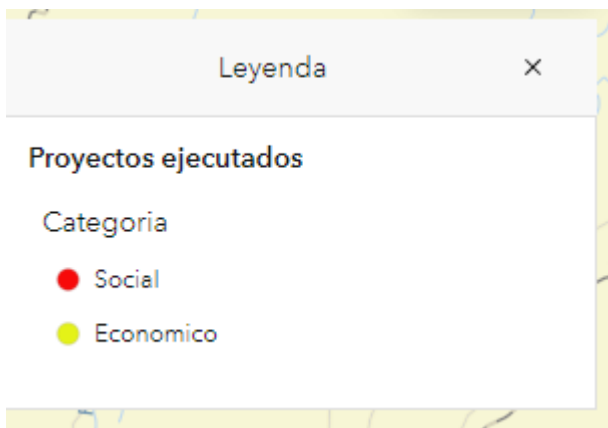 Leyenda
Proyectos ejecutados
Categoria
Social
Economico